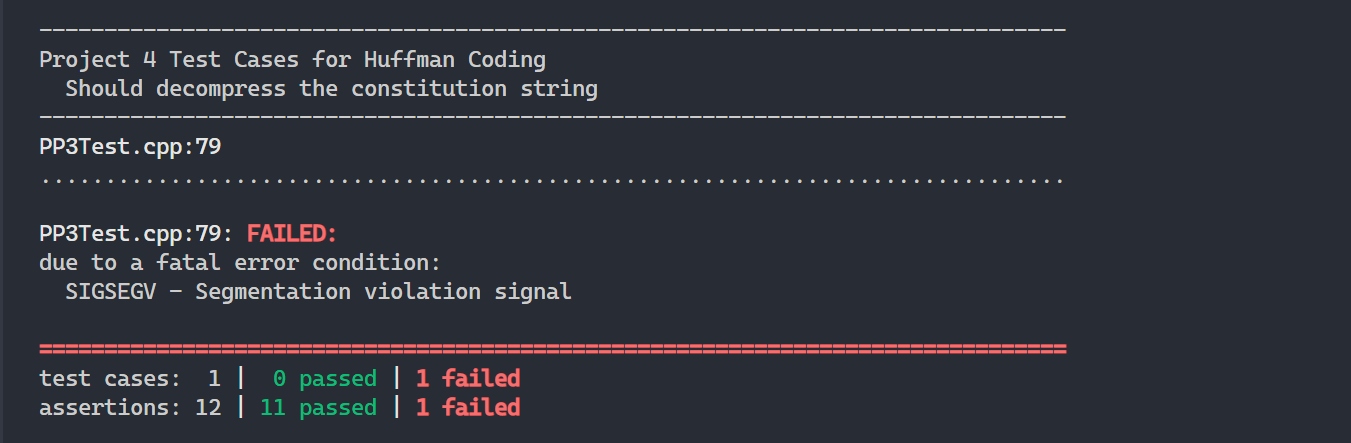 -------------------------------------------------------------------------------
Project 4 Test Cases for Huffman Coding
  Should decompress the constitution string
-------------------------------------------------------------------------------
PP3Test.cpp:79
...............................................................................

PP3Test.cpp:79: FAILED:
due to a fatal error condition:
  SIGSEGV - Segmentation violation signal

===============================================================================
test cases:  1 |  0 passed | 1 failed
assertions: 12 | 11 passed | 1 failed